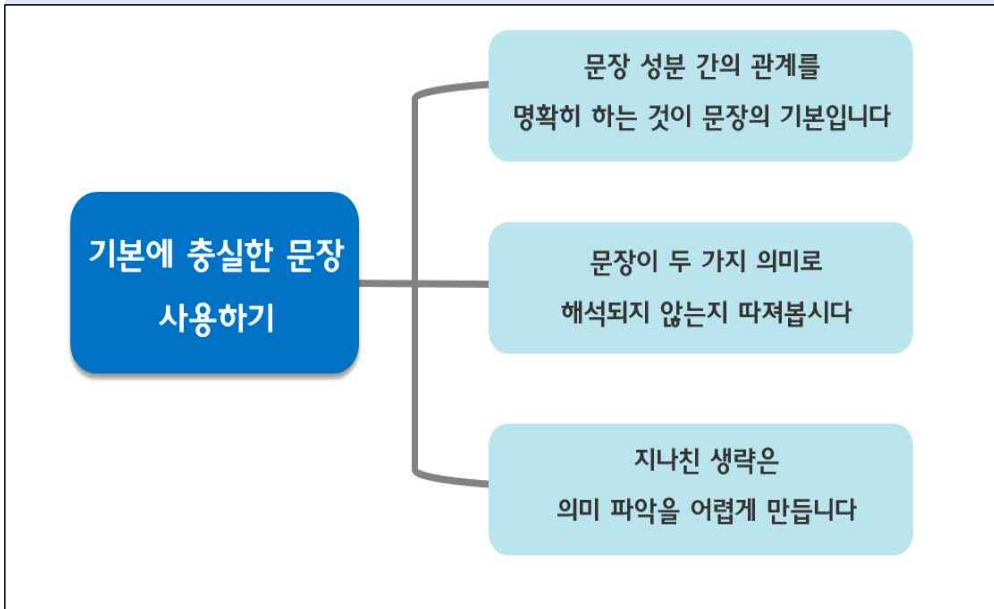 기본에 충실한 문장
사용하기
문장 성분 간의 관계를
명확히 하는 것이 문장의 기본입니다
문장이 두 가지 의미로
해석되지 않는지 따져봅시다
지나친 생략은
의미 파악을 어렵게 만듭니다